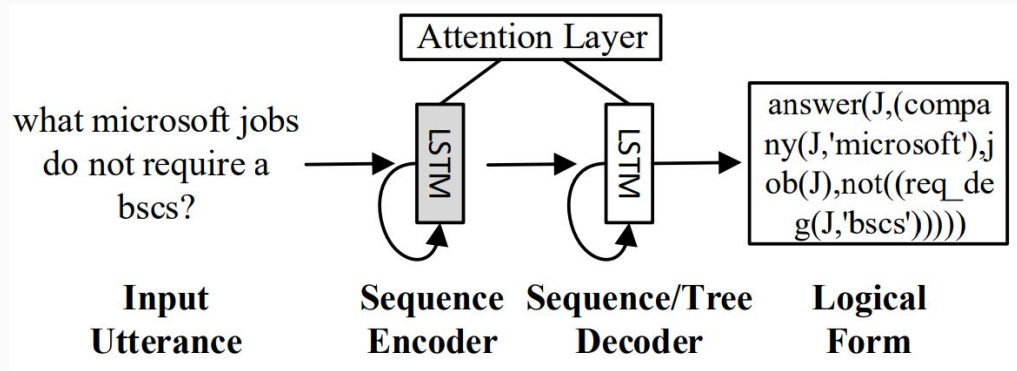 Attention Layer
what microsoft jobs
do not require a
bscs?
LSTM
LSTM
answer(J,(compa
ny(J,'microsoft'),j
ob(J),not((req_de
g(J,'bscs')))))
Input
Utterance
Sequence
Encoder
Sequence/Tree
Decoder
Logical
Form